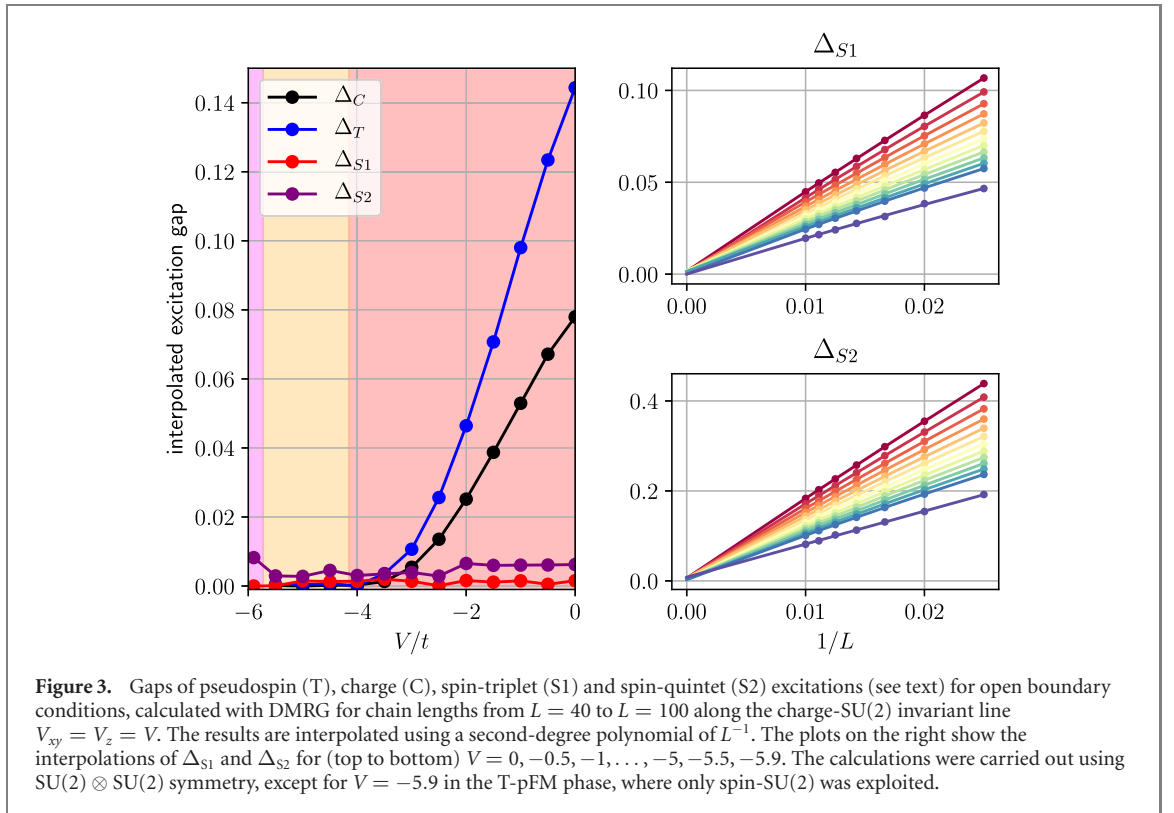 Δ_S1
0.14
0.12
0.10
0.08
0.06
0.04
0.02
0.00
interpolated excitation gap
Δ_C
Δ_T
Δ_S1
Δ_S2
−6
−4
−2
0
V/t
0.10
0.05
0.00
0.00
0.01
0.02
Δ_S2
0.4
0.2
0.0
0.00
0.01
0.02
1/L
Figure 3. Gaps of pseudospin (T), charge (C), spin-triplet (S1) and spin-quintet (S2) excitations (see text) for open boundary
conditions, calculated with DMRG for chain lengths from L = 40 to L = 100 along the charge-SU(2) invariant line
V_xy = V_z = V. The results are interpolated using a second-degree polynomial of L⁻¹. The plots on the right show the
interpolations of Δ_S1 and Δ_S2 for (top to bottom) V = 0, −0.5, −1, . . . , −5, −5.5, −5.9. The calculations were carried out using
SU(2) ⊗ SU(2) symmetry, except for V = −5.9 in the T-pFM phase, where only spin-SU(2) was exploited.